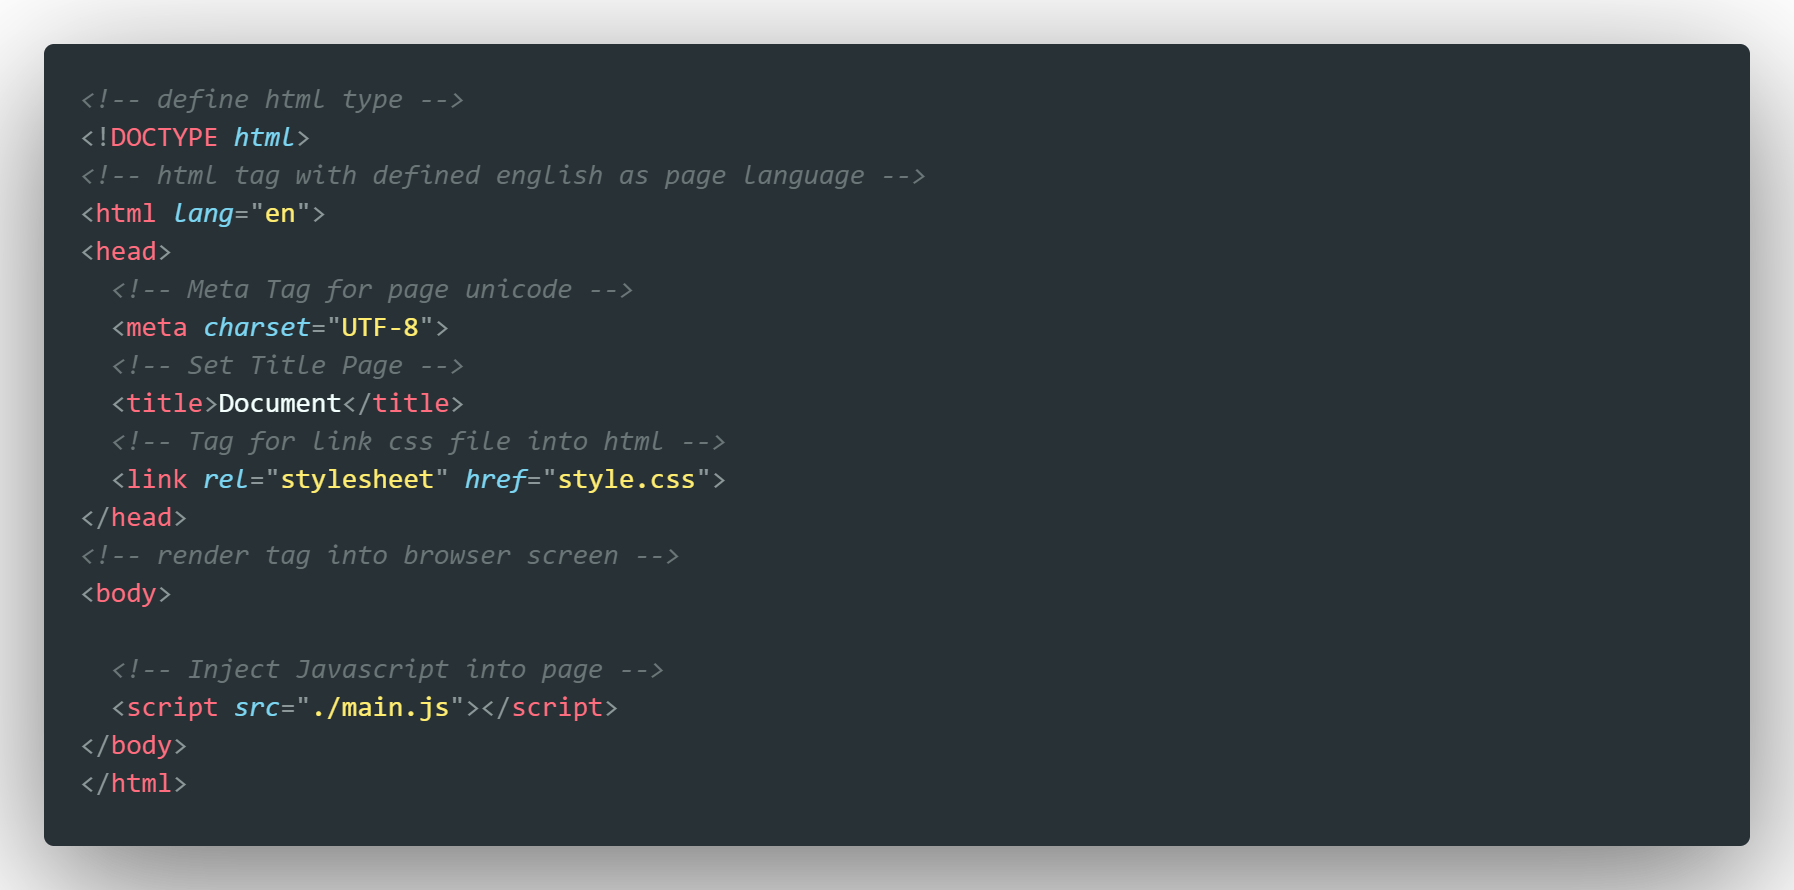 <!-- define html type -->
<!DOCTYPE html>
<!-- html tag with defined english as page language -->
<html lang="en">
<head>
  <!-- Meta Tag for page unicode -->
  <meta charset="UTF-8">
  <!-- Set Title Page -->
  <title>Document</title>
  <!-- Tag for link css file into html -->
  <link rel="stylesheet" href="style.css">
</head>
<!-- render tag into browser screen -->
<body>

  <!-- Inject Javascript into page -->
  <script src="./main.js"></script>
</body>
</html>